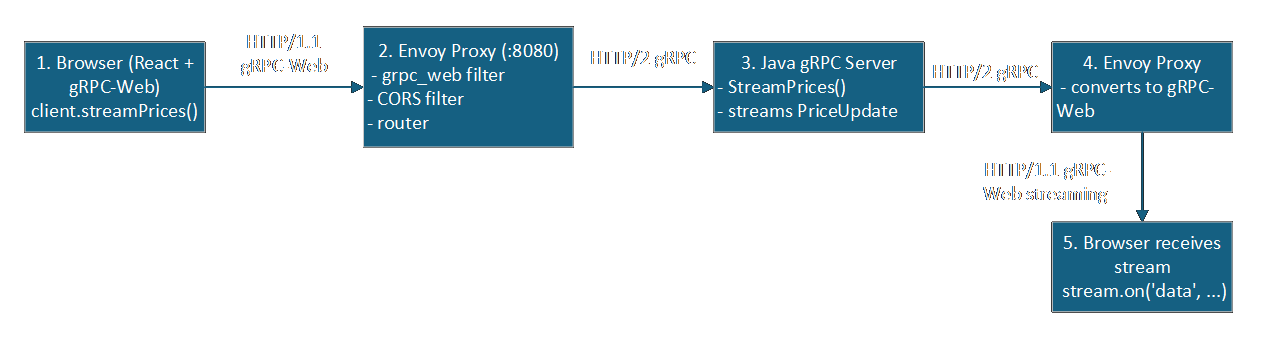 1. Browser (React +
gRPC-Web)
client.streamPrices()
HTTP/1.1
gRPC-Web
2. Envoy Proxy (:8080)
- grpc_web filter
- CORS filter
- router
HTTP/2 gRPC
3. Java gRPC Server
- StreamPrices()
- streams PriceUpdate
HTTP/2 gRPC
4. Envoy Proxy
- converts to gRPC-
Web
HTTP/1.1 gRPC-
Web streaming
5. Browser receives
stream
stream.on('data', ...)